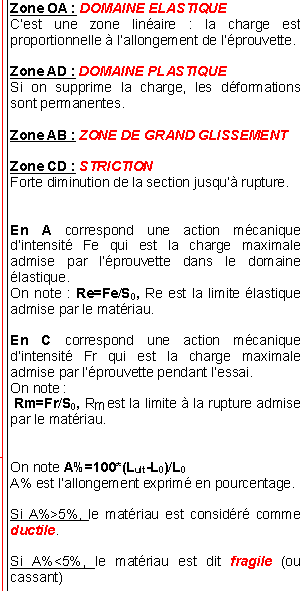 Zone OA : DOMAINE ELASTIQUE
C'est une zone linéaire : la charge est
proportionnelle à l'allongement de l'éprouvette.
Zone AD : DOMAINE PLASTIQUE
Si on supprime la charge, les déformations
sont permanentes.
Zone AB : ZONE DE GRAND GLISSEMENT
Zone CD : STRICTION
Forte diminution de la section jusqu'à rupture.
En A correspond une action mécanique
d'intensité Fe qui est la charge maximale
admise par l'éprouvette dans le domaine
élastique.
On note : Re=Fe/S₀, Re est la limite élastique
admise par le matériau.
En C correspond une action mécanique
d'intensité Fr qui est la charge maximale
admise par l'éprouvette pendant l'essai.
On note :
Rm=Fr/S₀, Rm est la limite à la rupture admise
par le matériau.
On note A%=100*(Lult-L₀)/L₀
A% est l'allongement exprimé en pourcentage.
Si A%>5%, le matériau est considéré comme
ductile.
Si A%<5%, le matériau est dit fragile (ou
cassant)